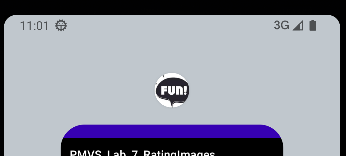 11:01 3G
FUN!
PMVS_Lab_7_RatingImages